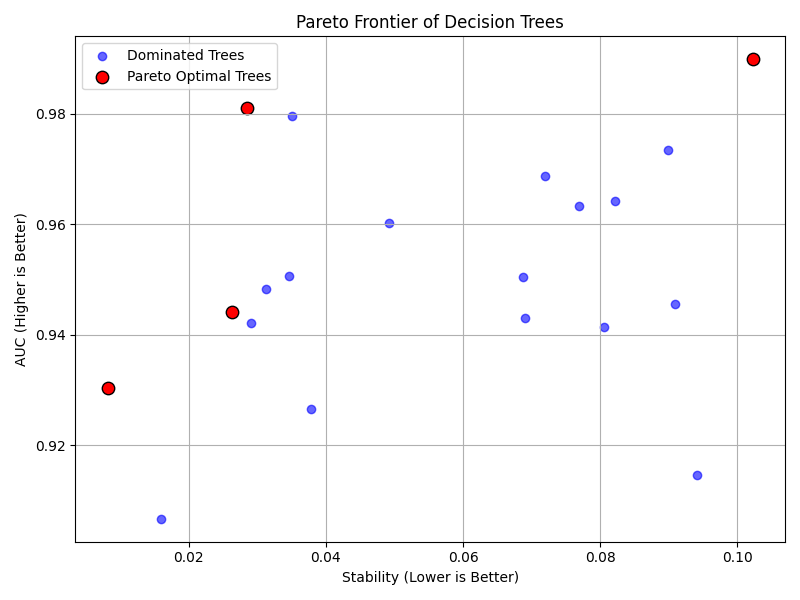 Pareto Frontier of Decision Trees
Dominated Trees
Pareto Optimal Trees
AUC (Higher is Better)
0.98
0.96
0.94
0.92
0.02 0.04 0.06 0.08 0.10
Stability (Lower is Better)